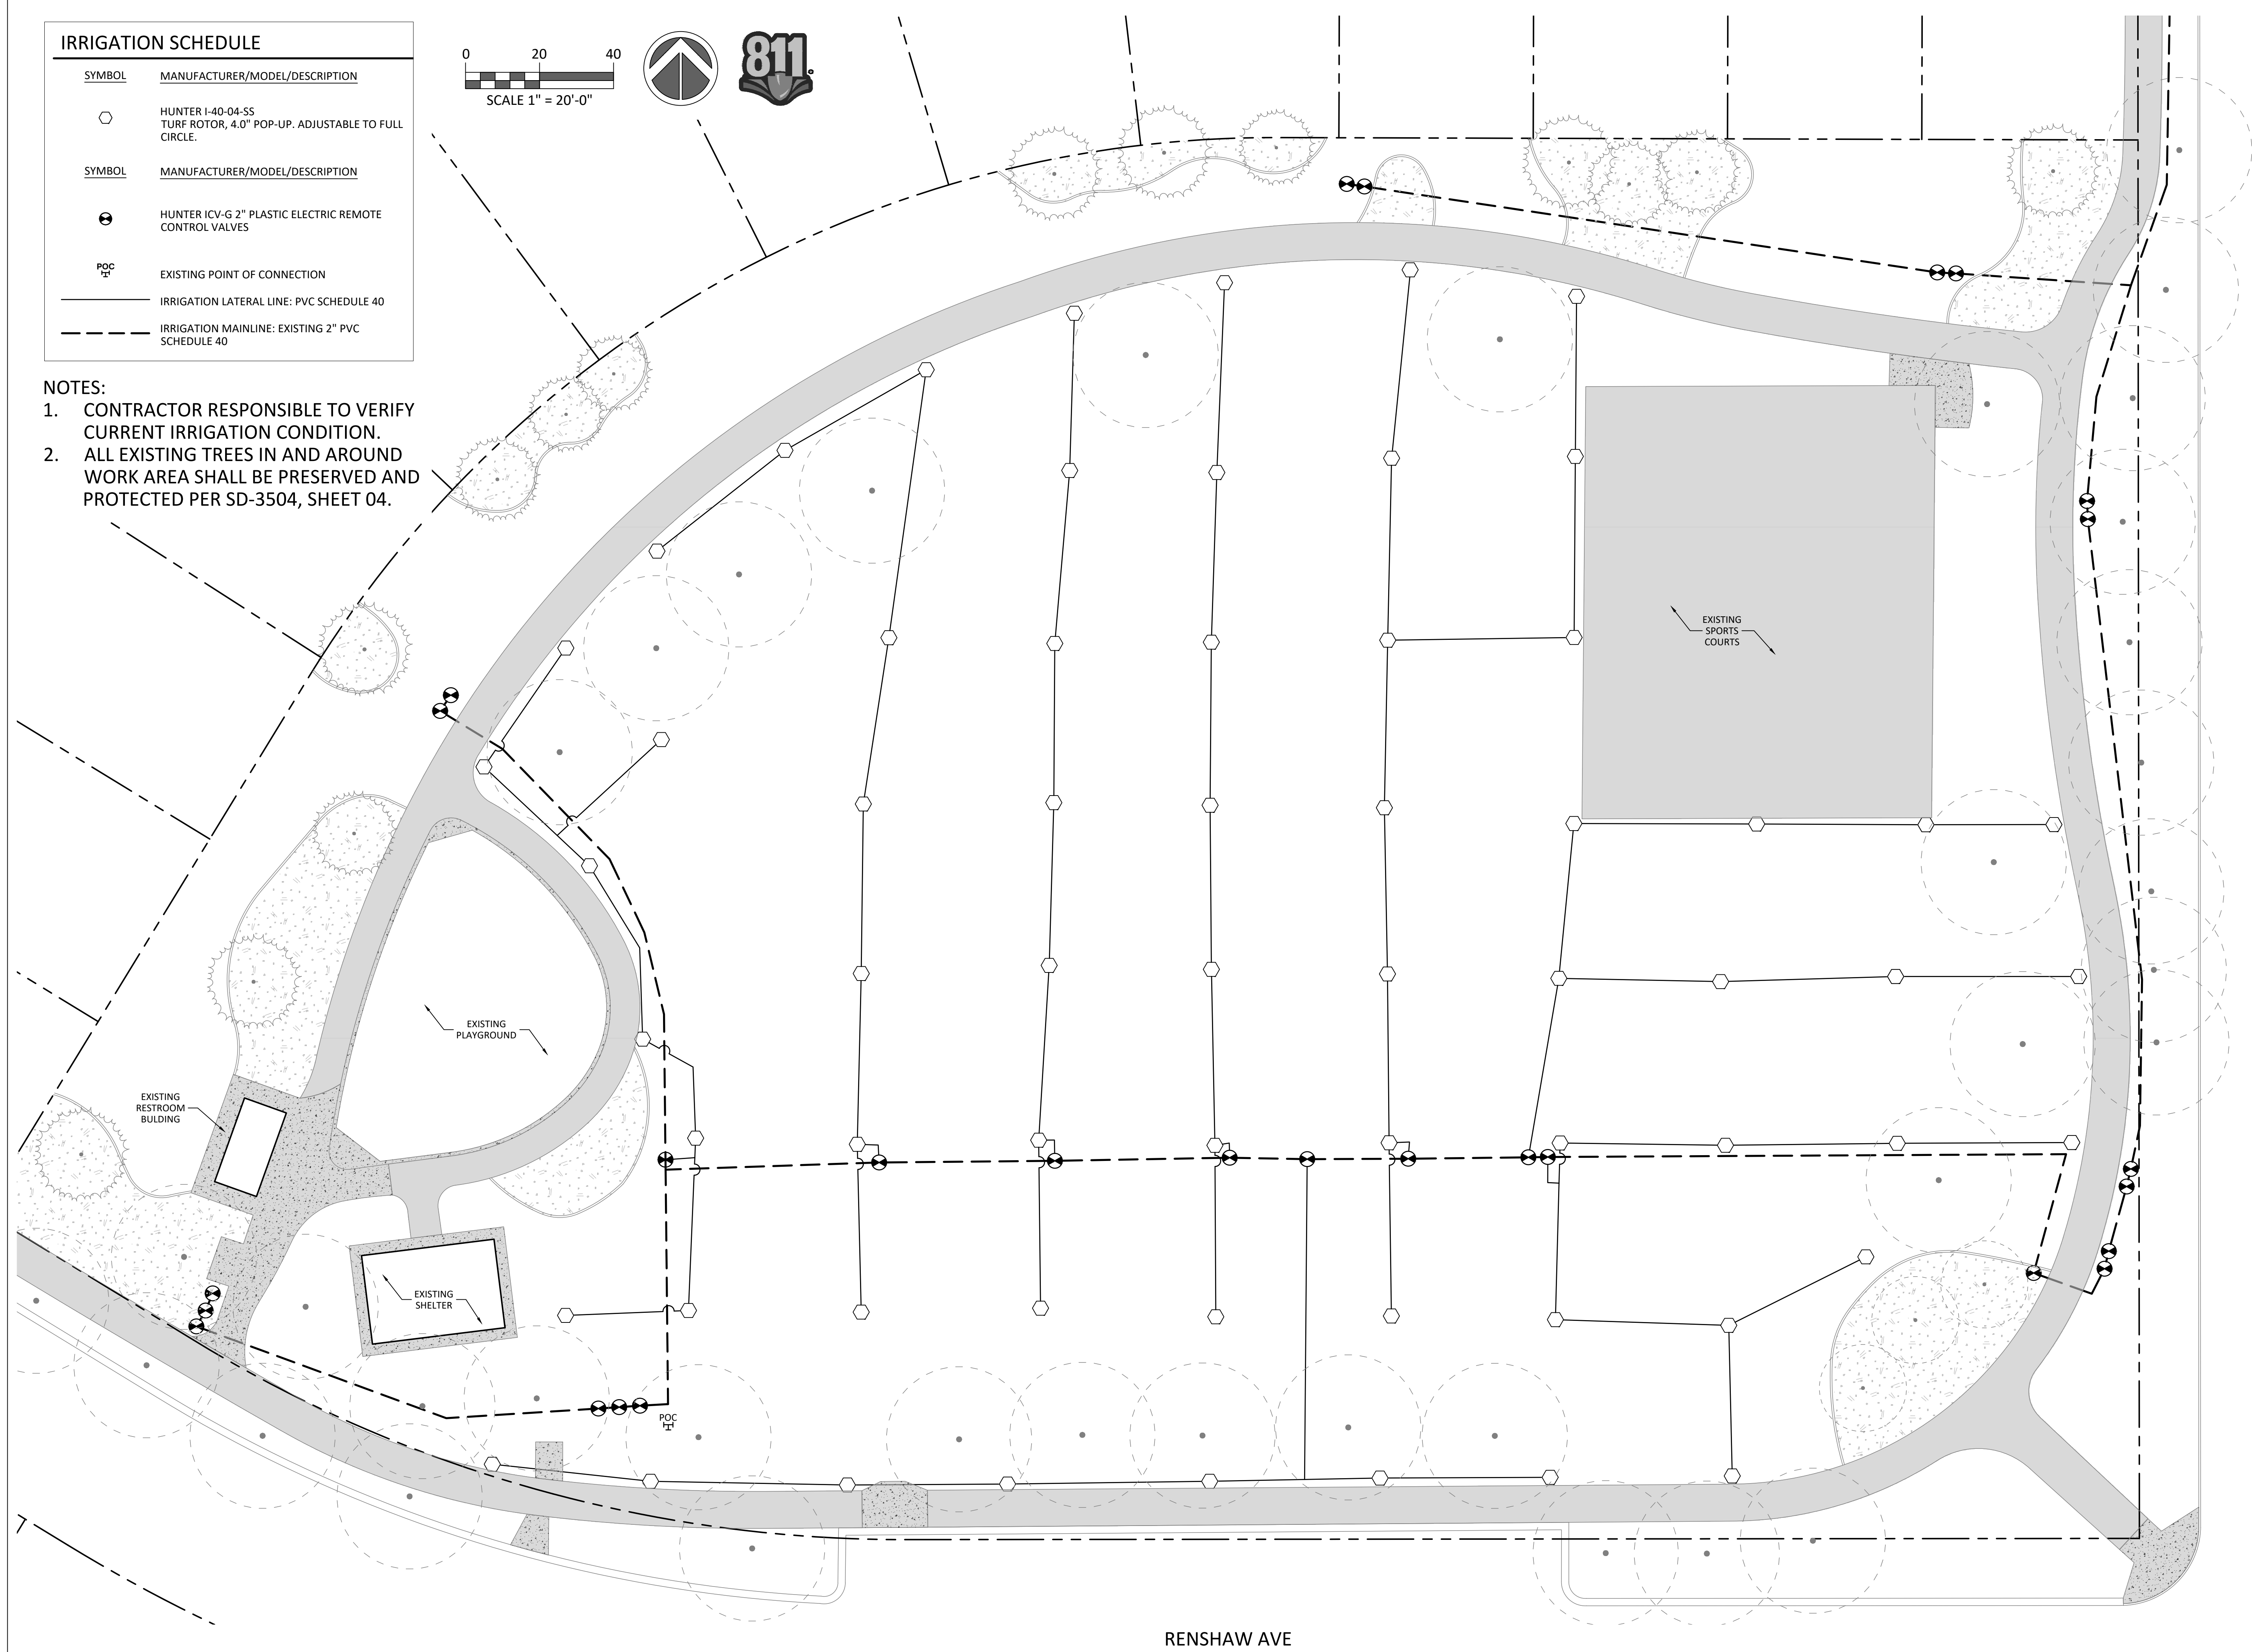 IRRIGATION SCHEDULE
SYMBOL MANUFACTURER/MODEL/DESCRIPTION
HUNTER I-40-04-SS
TURF ROTOR, 4.0" POP-UP. ADJUSTABLE TO FULL
CIRCLE.
SYMBOL MANUFACTURER/MODEL/DESCRIPTION
HUNTER ICV-G 2" PLASTIC ELECTRIC REMOTE
CONTROL VALVES
POC
EXISTING POINT OF CONNECTION
IRRIGATION LATERAL LINE: PVC SCHEDULE 40
IRRIGATION MAINLINE: EXISTING 2" PVC
SCHEDULE 40
0 20 40
SCALE 1" = 20'-0"
811
NOTES:
1. CONTRACTOR RESPONSIBLE TO VERIFY
CURRENT IRRIGATION CONDITION.
2. ALL EXISTING TREES IN AND AROUND
WORK AREA SHALL BE PRESERVED AND
PROTECTED PER SD-3504, SHEET 04.
EXISTING
SPORTS
COURTS
EXISTING
PLAYGROUND
EXISTING
RESTROOM
BULDING
EXISTING
SHELTER
POC
RENSHAW AVE